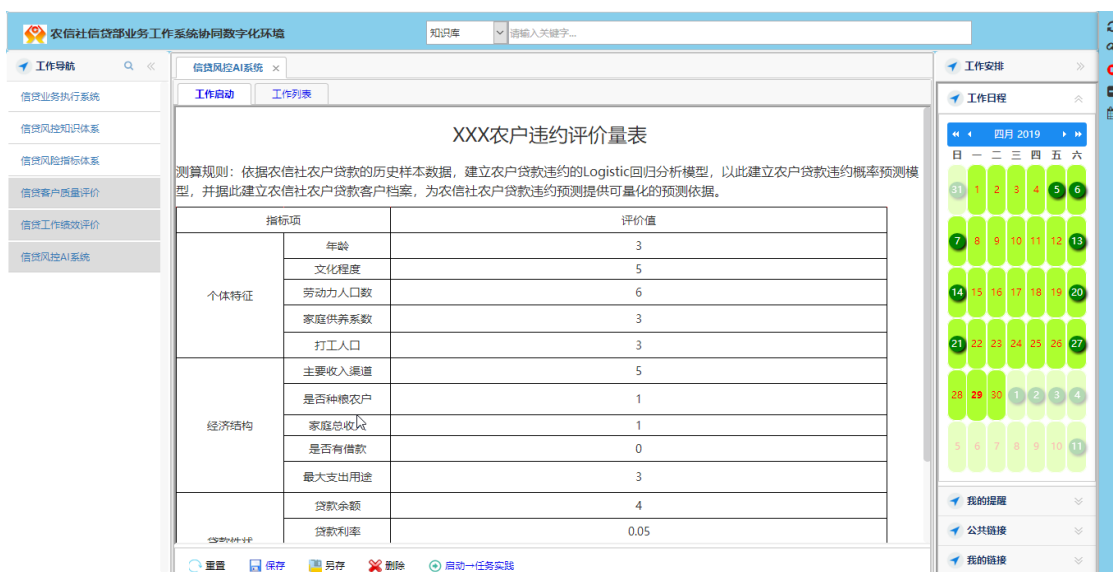 农信社信贷部业务工作系统协同数字化环境
知识库
请输入关键字...
工作导航
信贷业务执行系统
信贷风控知识体系
信贷风险指标体系
信贷客户质量评价
信贷工作绩效评价
信贷风控AI系统
信贷风控AI系统 ×
工作启动 工作列表
XXX农户违约评价量表
测算规则：依据农信社农户贷款的历史样本数据，建立农户贷款违约的Logistic回归分析模型，以此建立农户贷款违约概率预测模
型，并据此建立农信社农户贷款客户档案，为农信社农户贷款违约预测提供可量化的预测依据。
指标项 评价值
个体特征
年龄 3
文化程度 5
劳动力人口数 6
家庭供养系数 3
打工人口 3
经济结构
主要收入渠道 5
是否种粮农户 1
家庭总收入 1
是否有借款 0
最大支出用途 3
贷款性状
贷款余额 4
贷款利率 0.05
重置 保存 另存 删除 启动→任务实践
工作安排
工作日程
四月 2019
日 一 二 三 四 五 六
31 1 2 3 4 5 6
7 8 9 10 11 12 13
14 15 16 17 18 19 20
21 22 23 24 25 26 27
28 29 30 1 2 3 4
5 6 7 8 9 10 11
我的提醒
公共链接
我的链接